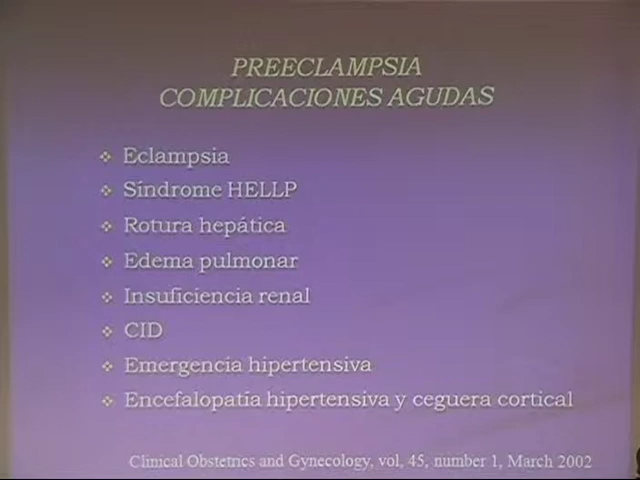 PREECLAMPSIA
COMPLICACIONES AGUDAS
Eclampsia
Síndrome HELLP
Rotura hepática
Edema pulmonar
Insuficiencia renal
CID
Emergencia hipertensiva
Encefalopatía hipertensiva y ceguera cortical
Clinical Obstetrics and Gynecology, vol. 45, number 1, March 2002